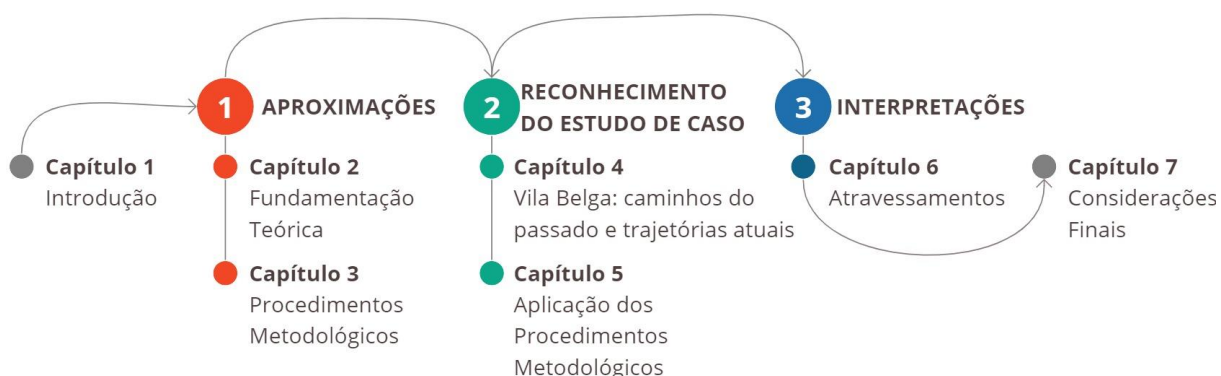 1
APROXIMAÇÕES
2
RECONHECIMENTO
DO ESTUDO DE CASO
3
INTERPRETAÇÕES
Capítulo 1
Introdução
Capítulo 2
Fundamentação
Teórica
Capítulo 3
Procedimentos
Metodológicos
Capítulo 4
Vila Belga: caminhos do
passado e trajetórias atuais
Capítulo 5
Aplicação dos
Procedimentos
Metodológicos
Capítulo 6
Atravessamentos
Capítulo 7
Considerações
Finais